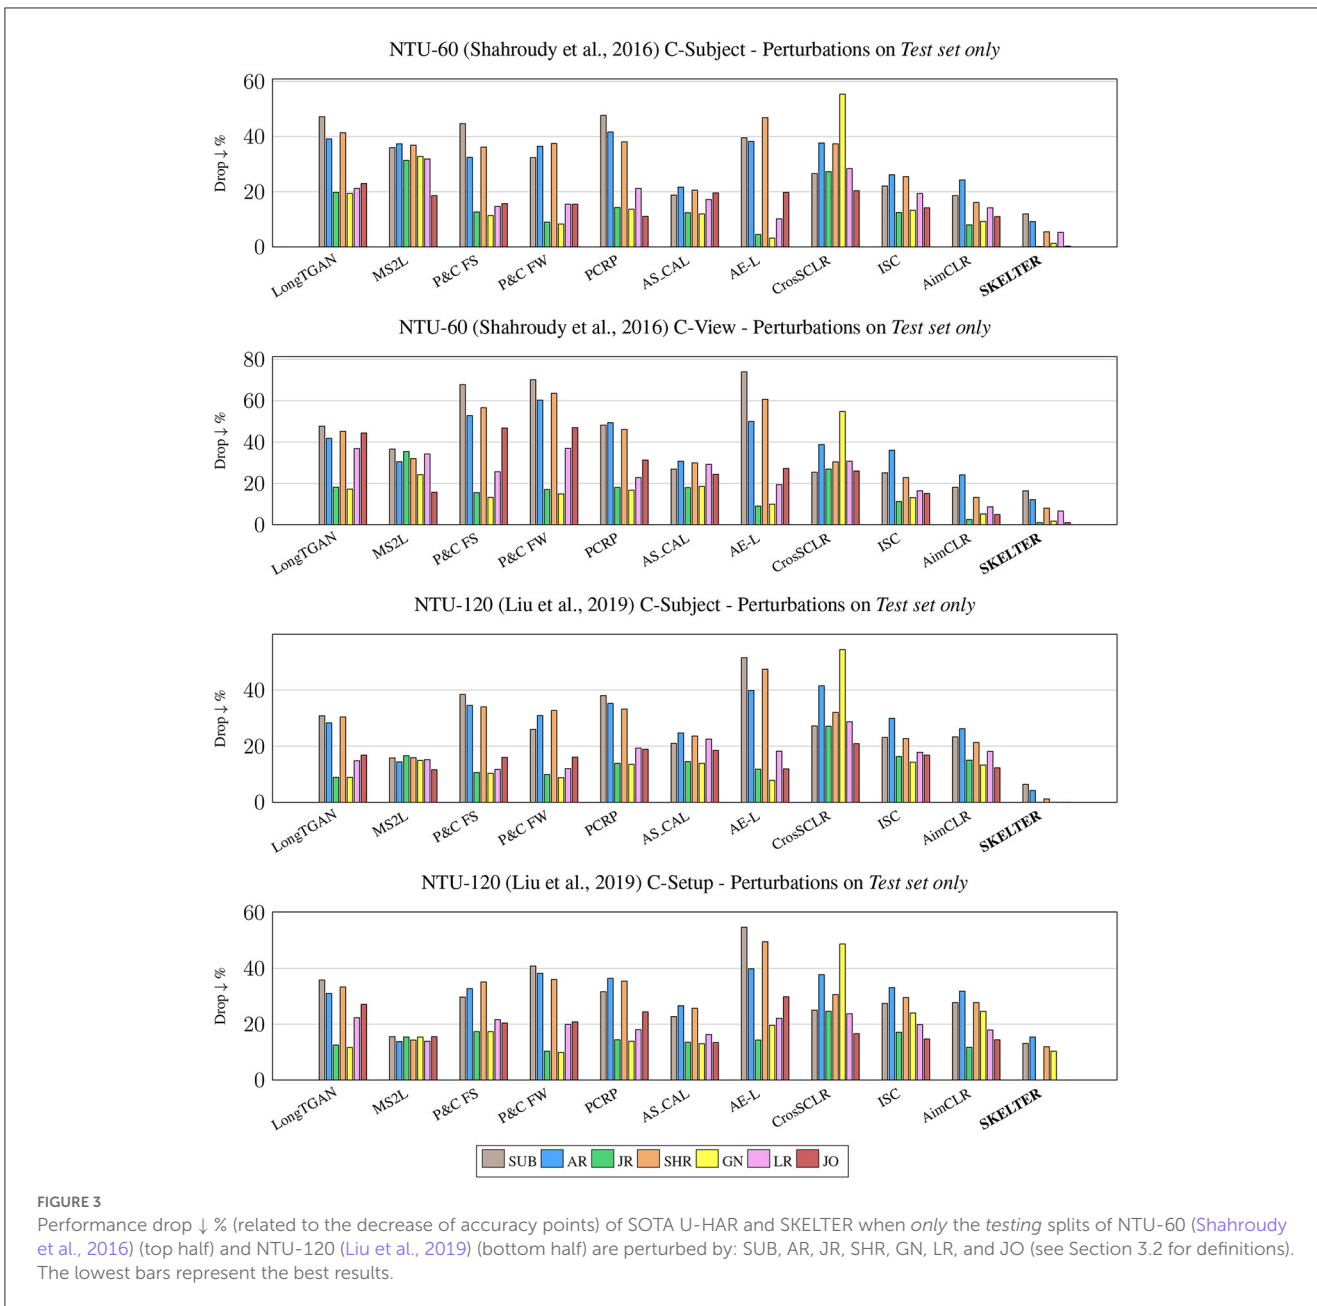 NTU-60 (Shahroudy et al., 2016) C-Subject - Perturbations on Test set only
60
40
20
0
Drop ↓ %
LongTGAN MS2L P&C FS P&C FW PCRP AS_CAL AE-L CrosSCLR ISC AimCLR SKELTER
NTU-60 (Shahroudy et al., 2016) C-View - Perturbations on Test set only
80
60
40
20
0
Drop ↓ %
LongTGAN MS2L P&C FS P&C FW PCRP AS_CAL AE-L CrosSCLR ISC AimCLR SKELTER
NTU-120 (Liu et al., 2019) C-Subject - Perturbations on Test set only
40
20
0
Drop ↓ %
LongTGAN MS2L P&C FS P&C FW PCRP AS_CAL AE-L CrosSCLR ISC AimCLR SKELTER
NTU-120 (Liu et al., 2019) C-Setup - Perturbations on Test set only
60
40
20
0
Drop ↓ %
LongTGAN MS2L P&C FS P&C FW PCRP AS_CAL AE-L CrosSCLR ISC AimCLR SKELTER
SUB AR JR SHR GN LR JO
FIGURE 3
Performance drop ↓ % (related to the decrease of accuracy points) of SOTA U-HAR and SKELTER when only the testing splits of NTU-60 (Shahroudy
et al., 2016) (top half) and NTU-120 (Liu et al., 2019) (bottom half) are perturbed by: SUB, AR, JR, SHR, GN, LR, and JO (see Section 3.2 for definitions).
The lowest bars represent the best results.